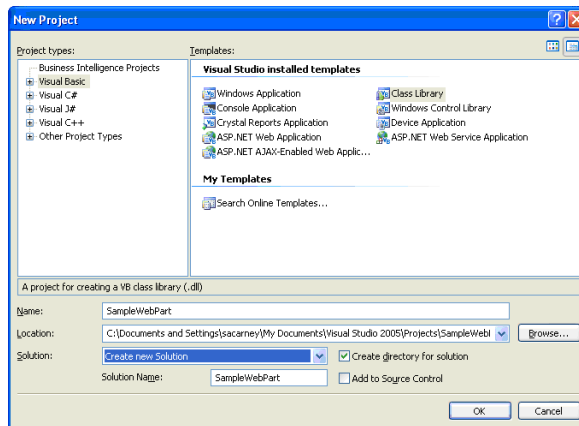 New Project
Project types:
Templates:
Business Intelligence Projects
Visual Basic
Visual C#
Visual J#
Visual C++
Other Project Types
Visual Studio installed templates
Windows Application
Class Library
Console Application
Windows Control Library
Crystal Reports Application
Device Application
ASP.NET Web Application
ASP.NET Web Service Application
ASP.NET AJAX-Enabled Web Applic...
My Templates
Search Online Templates...
A project for creating a VB class library (.dll)
Name: SampleWebPart
Location: C:\Documents and Settings\sacarney\My Documents\Visual Studio 2005\Projects\SampleWebl Browse...
Solution: Create new Solution Create directory for solution
Solution Name: SampleWebPart Add to Source Control
OK Cancel